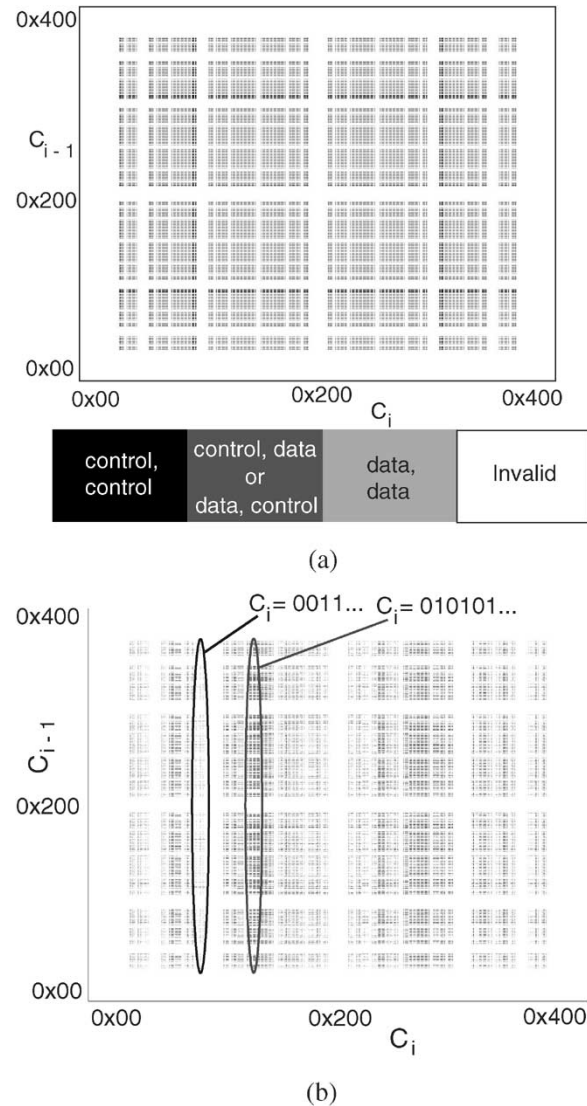 0x400
C i - 1
0x200
0x00
0x00 0x200 0x400
C i
control, control
control, data or data, control
data, data
Invalid
(a)
C i = 0011... C i = 010101...
0x400
C i - 1
0x200
0x00
0x00 0x200 0x400
C i
(b)